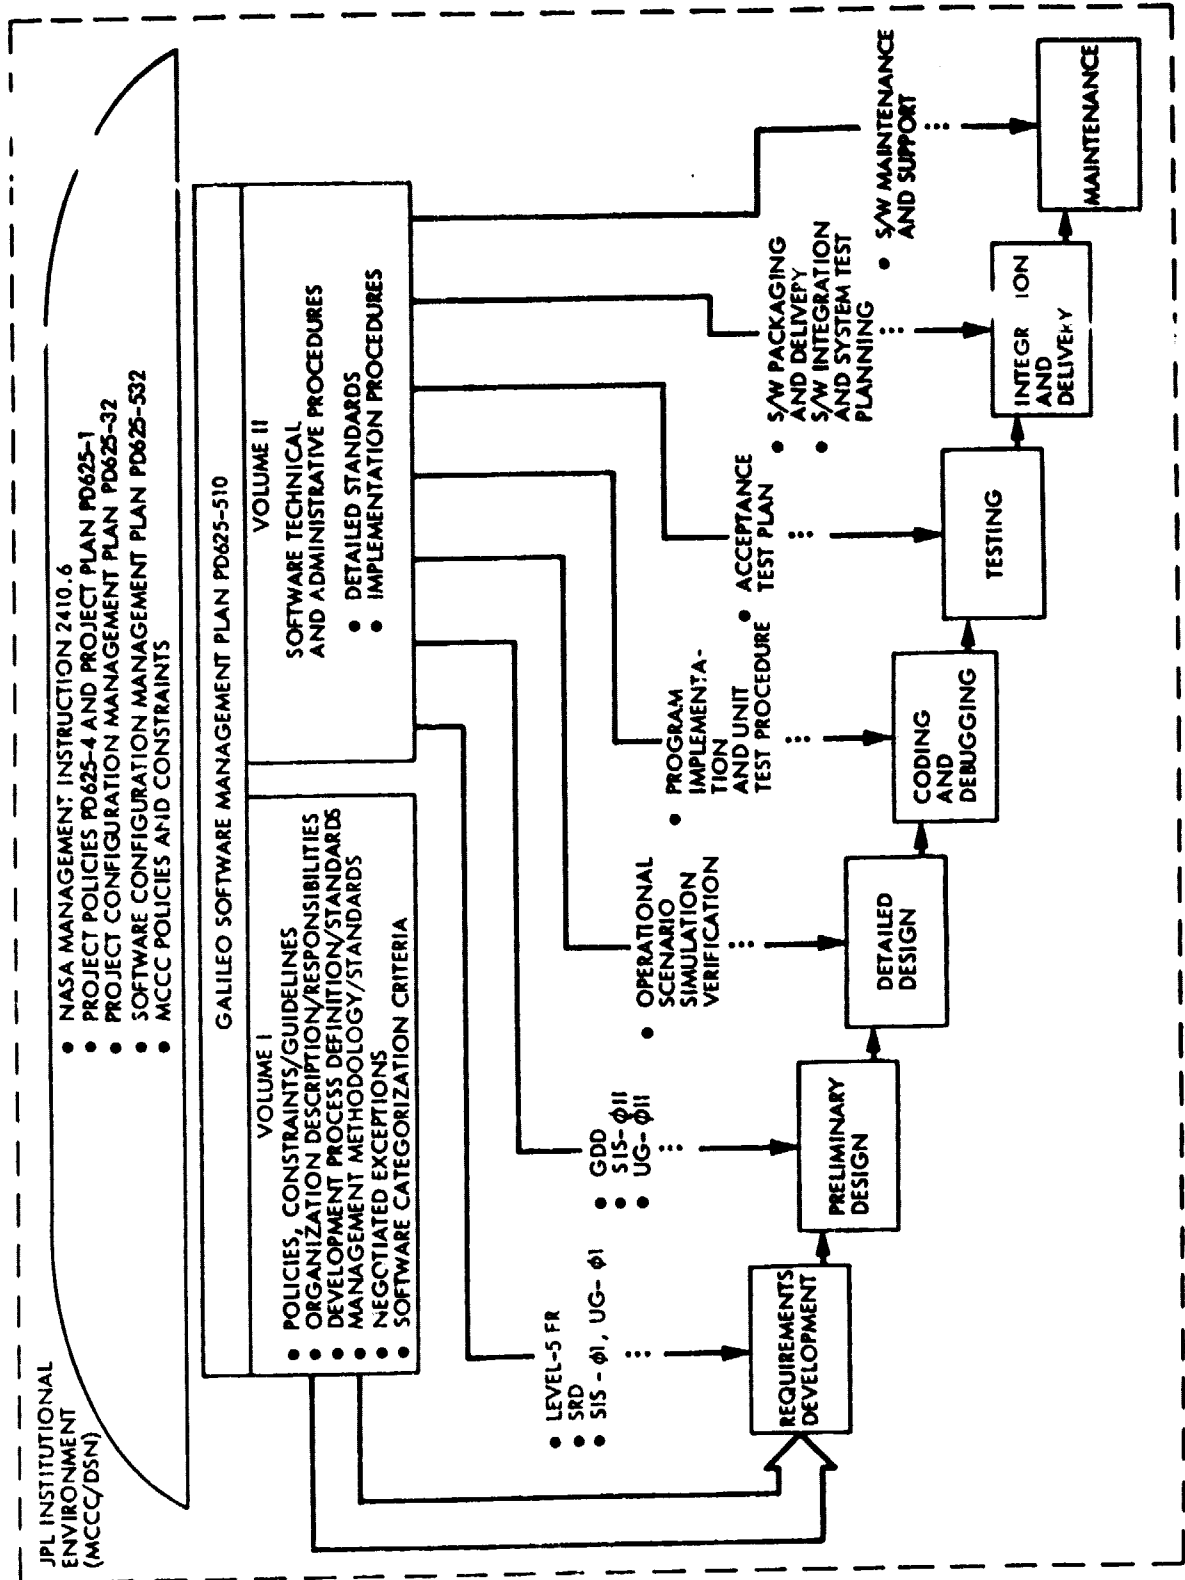 JPL INSTITUTIONAL
ENVIRONMENT
(MCCC/DSN)
• NASA MANAGEMENT INSTRUCTION 2410.6
• PROJECT POLICIES PD625-4 AND PROJECT PLAN PD625-1
• PROJECT CONFIGURATION MANAGEMENT PLAN PD625-32
• SOFTWARE CONFIGURATION MANAGEMENT PLAN PD625-532
• MCCC POLICIES AND CONSTRAINTS
GALILEO SOFTWARE MANAGEMENT PLAN PD625-510
VOLUME I
• POLICIES, CONSTRAINTS/GUIDELINES
• ORGANIZATION DESCRIPTION/RESPONSIBILITIES
• DEVELOPMENT PROCESS DEFINITION/STANDARDS
• MANAGEMENT METHODOLOGY/STANDARDS
• NEGOTIATED EXCEPTIONS
• SOFTWARE CATEGORIZATION CRITERIA
VOLUME II
SOFTWARE TECHNICAL
AND ADMINISTRATIVE PROCEDURES
• DETAILED STANDARDS
• IMPLEMENTATION PROCEDURES
• LEVEL-5 FR
• SRD
• SIS - ϕI, UG- ϕI
...
• GDD
• SIS-ϕII
• UG-ϕII
...
• OPERATIONAL
SCENARIO
SIMULATION
VERIFICATION
...
• PROGRAM
IMPLEMENTA-
TION
AND UNIT
TEST PROCEDURE
...
• ACCEPTANCE
TEST PLAN
...
• S/W PACKAGING
AND DELIVERY
• S/W INTEGRATION
AND SYSTEM TEST
PLANNING
...
• S/W MAINTENANCE
AND SUPPORT
...
REQUIREMENTS
DEVELOPMENT
PRELIMINARY
DESIGN
DETAILED
DESIGN
CODING
AND
DEBUGGING
TESTING
INTEGR ION
AND
DELIVERY
MAINTENANCE